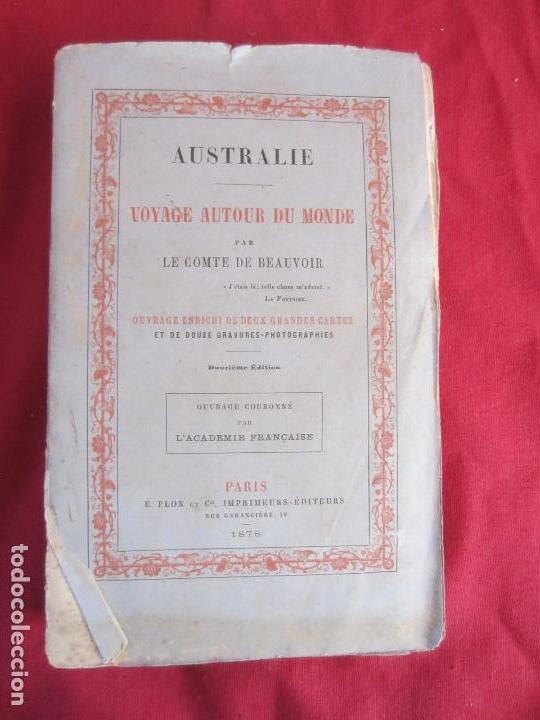 AUSTRALIE
VOYAGE AUTOUR DU MONDE
PAR
LE COMTE DE BEAUVOIR
« J'étais là; telle chose m'advint. »
LA FONTAINE.
OUVRAGE ENRICHI DE DEUX GRANDES CARTES
ET DE DOUZE GRAVURES-PHOTOGRAPHIES
Douzième Édition
OUVRAGE COURONNÉ
PAR
L'ACADÉMIE FRANÇAISE
PARIS
E. PLON ET Cie, IMPRIMEURS-ÉDITEURS
RUE GARANCIÈRE, 10
1878
todocoleccion.net